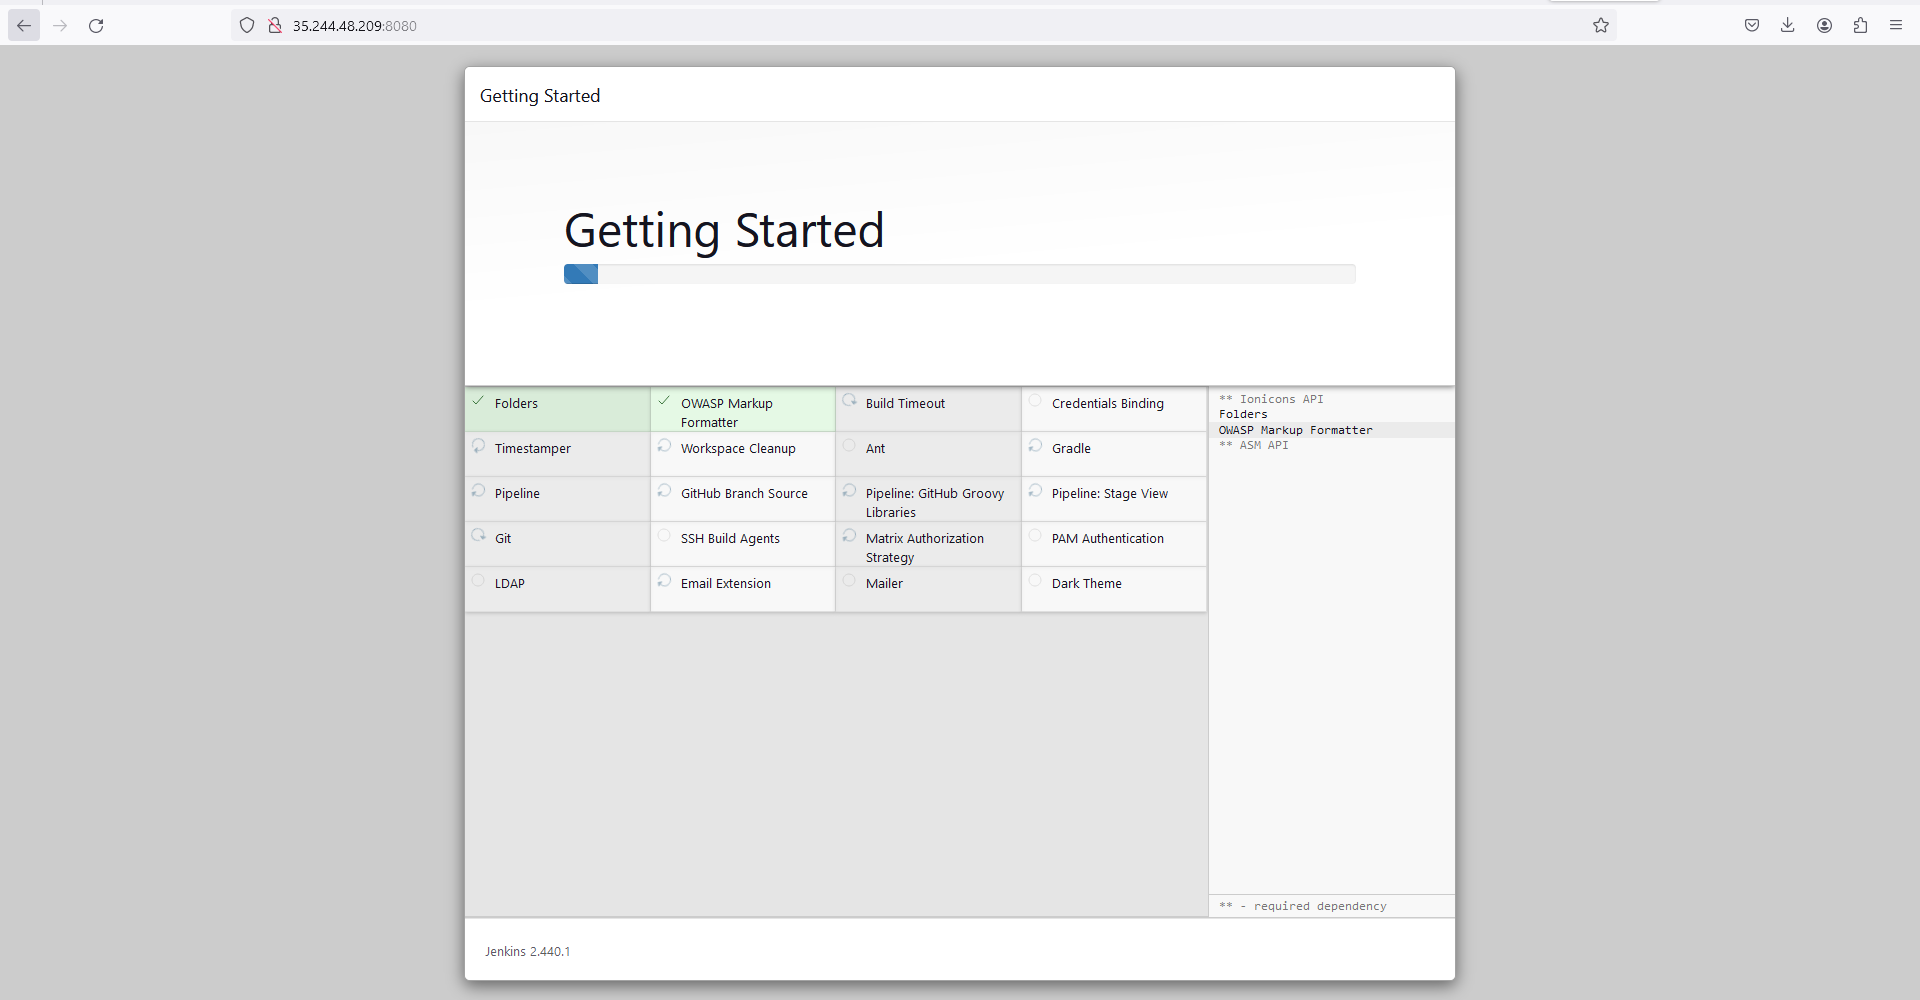 35.244.48.209:8080
Getting Started
Getting Started
Folders
OWASP Markup
Formatter
Build Timeout
Credentials Binding
Timestamper
Workspace Cleanup
Ant
Gradle
Pipeline
GitHub Branch Source
Pipeline: GitHub Groovy
Libraries
Pipeline: Stage View
Git
SSH Build Agents
Matrix Authorization
Strategy
PAM Authentication
LDAP
Email Extension
Mailer
Dark Theme
** Ionicons API
Folders
OWASP Markup Formatter
** ASM API
** - required dependency
Jenkins 2.440.1